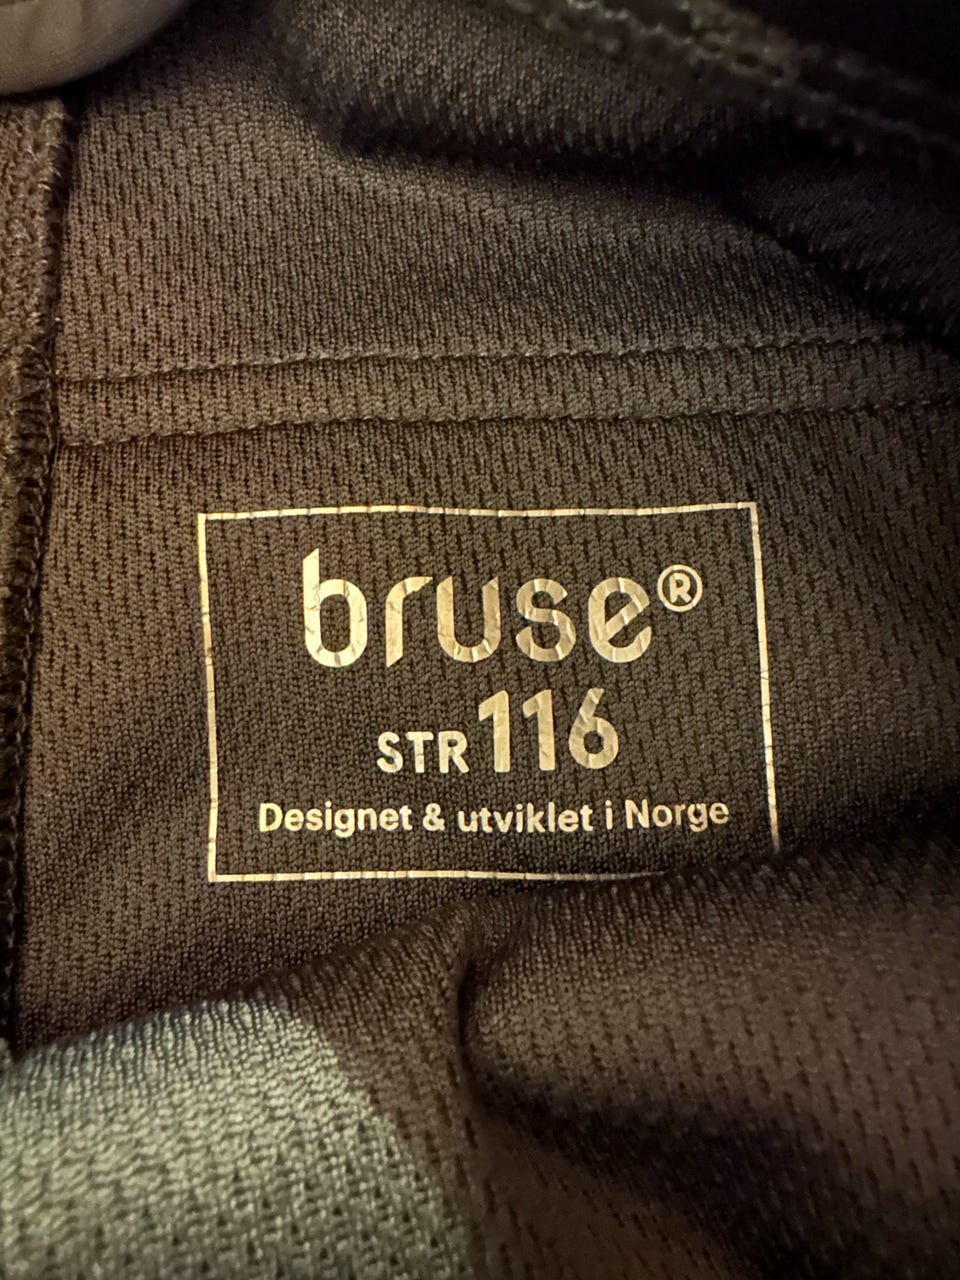 bruse®
STR 116
Designet & utviklet i Norge